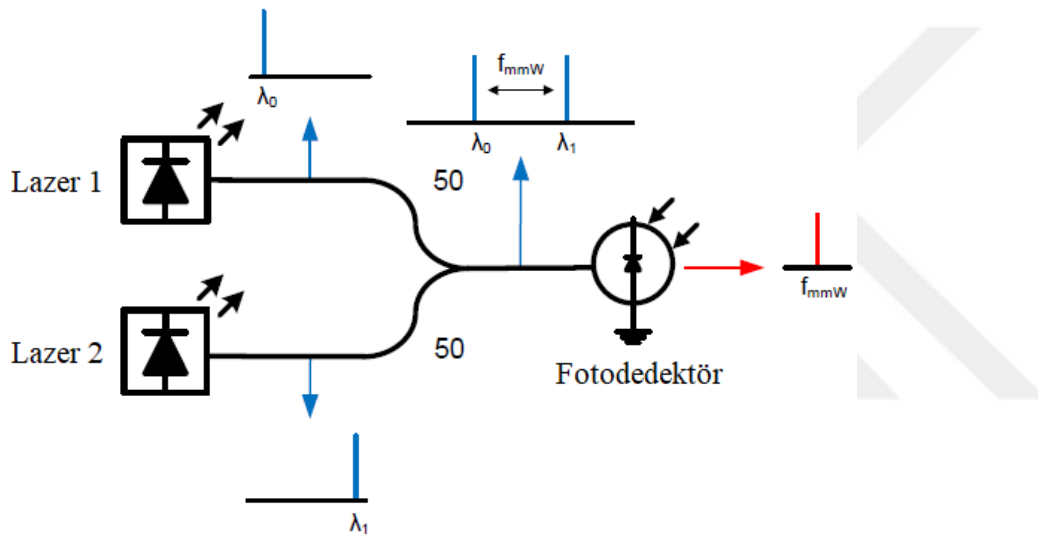 λ₀
fmmW
λ₀
λ₁
Lazer 1
50
fmmW
Lazer 2
50
Fotodedektör
λ₁